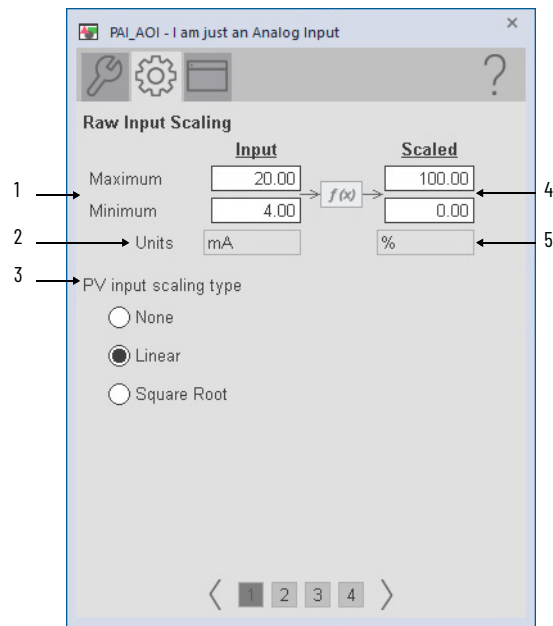 PAI_AOI - I am just an Analog Input ×
?
Raw Input Scaling
Input Scaled
1 Maximum 20.00 f(x) 100.00 4
Minimum 4.00 0.00
2 Units mA % 5
3 PV input scaling type
None
Linear
Square Root
1 2 3 4